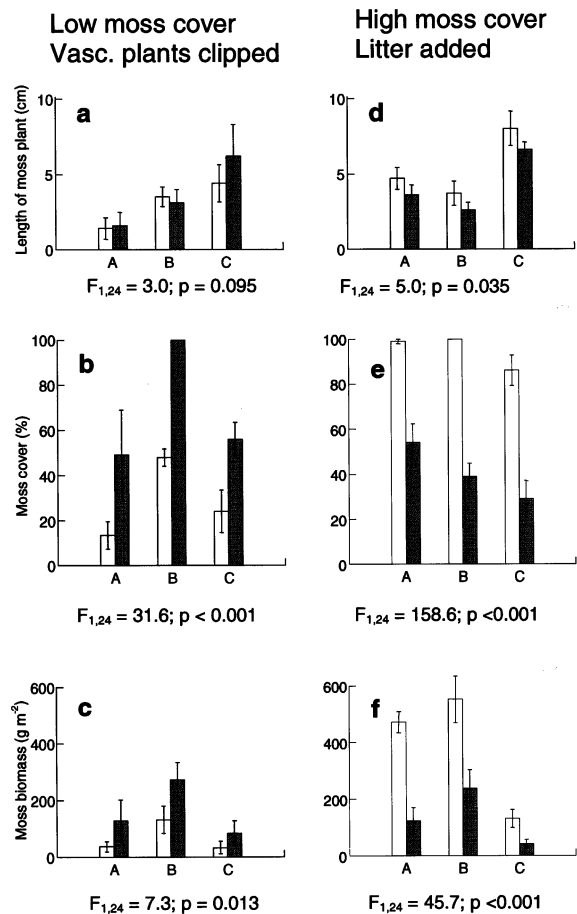 Low moss cover
Vasc. plants clipped
High moss cover
Litter added
Length of moss plant (cm)
10
5
0
a
A B C
F1,24 = 3.0; p = 0.095
10
5
0
d
A B C
F1,24 = 5.0; p = 0.035
Moss cover (%)
100
80
60
40
20
0
b
A B C
F1,24 = 31.6; p < 0.001
100
80
60
40
20
0
e
A B C
F1,24 = 158.6; p <0.001
Moss biomass (g m-2)
600
400
200
0
c
A B C
F1,24 = 7.3; p = 0.013
600
400
200
0
f
A B C
F1,24 = 45.7; p <0.001